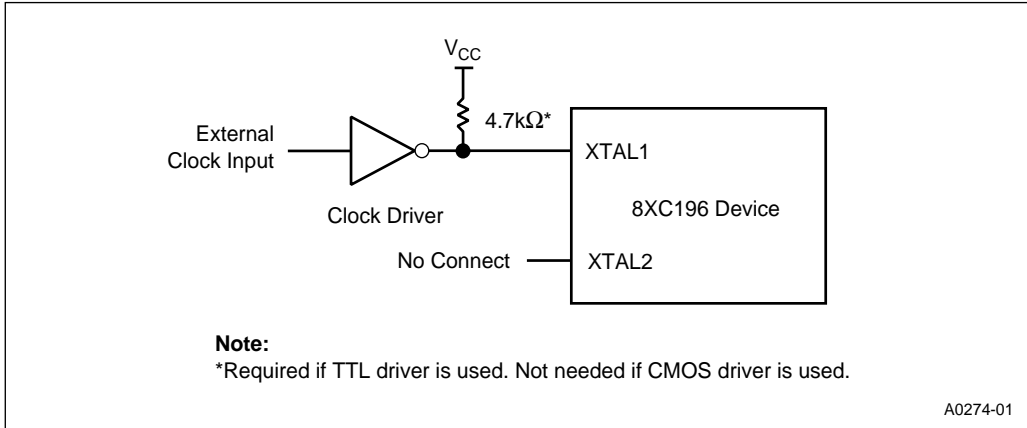 VCC
4.7kΩ*
External
Clock Input
XTAL1
8XC196 Device
Clock Driver
No Connect
XTAL2
Note:
*Required if TTL driver is used. Not needed if CMOS driver is used.
A0274-01